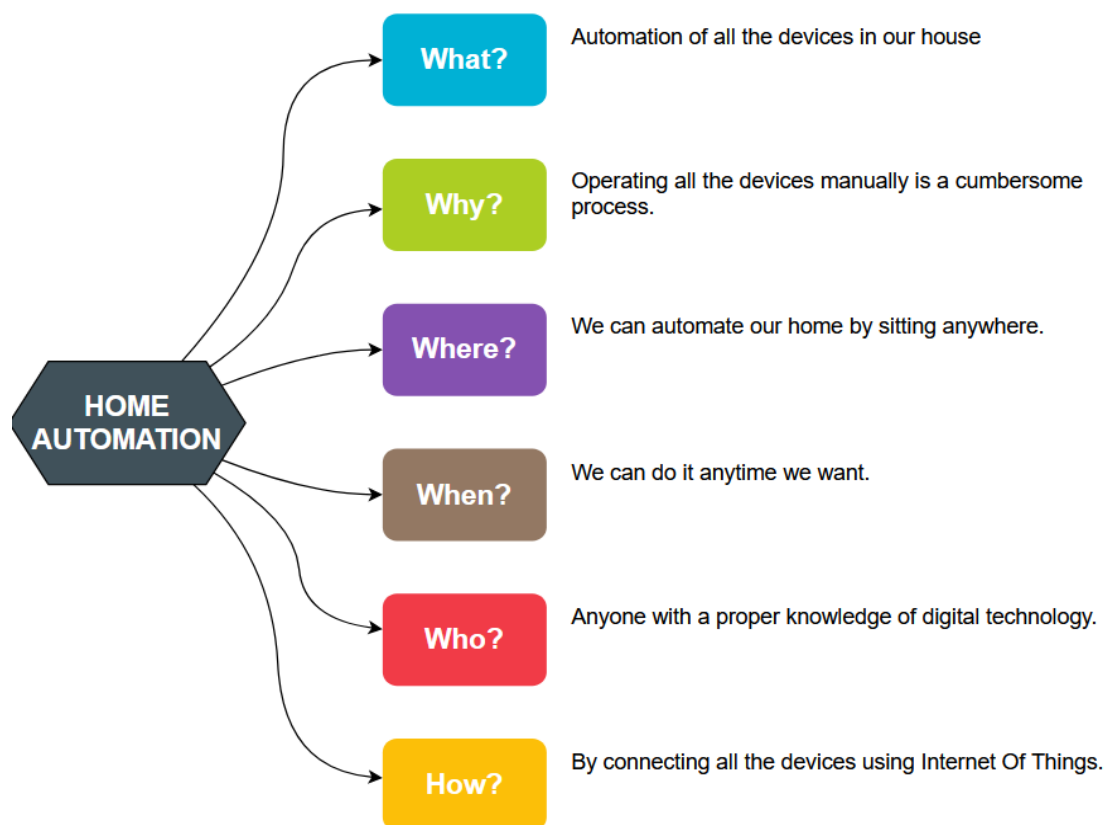 What?
Automation of all the devices in our house
Why?
Operating all the devices manually is a cumbersome
process.
Where?
We can automate our home by sitting anywhere.
HOME
AUTOMATION
When?
We can do it anytime we want.
Who?
Anyone with a proper knowledge of digital technology.
How?
By connecting all the devices using Internet Of Things.